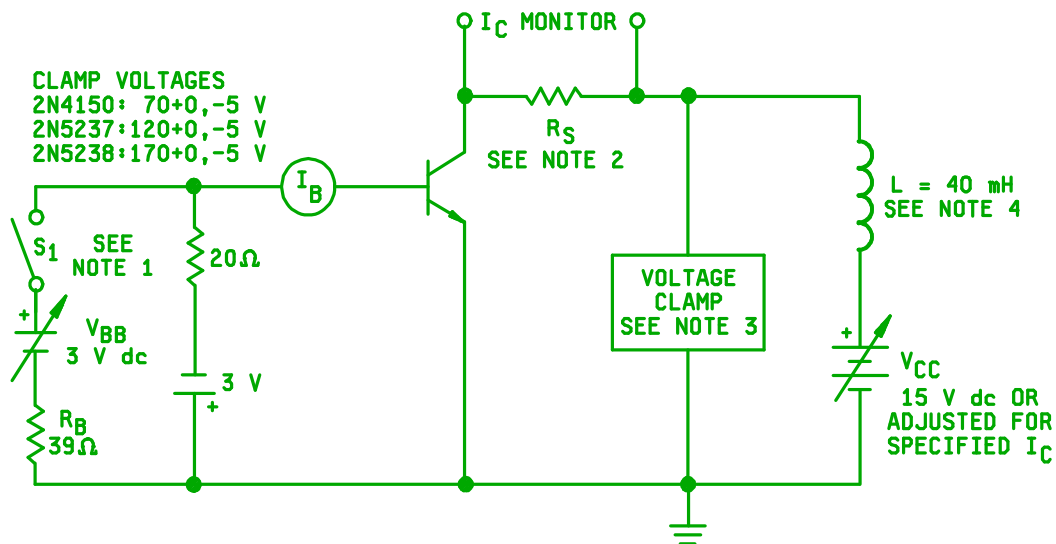 I_C MONITOR
CLAMP VOLTAGES
2N4150: 70+0,-5 V
2N5237:120+0,-5 V
2N5238:170+0,-5 V
R_S
SEE NOTE 2
I_B
L = 40 mH
SEE NOTE 4
S_1
SEE
NOTE 1
20Ω
VOLTAGE
CLAMP
SEE NOTE 3
+
V_BB
3 V dc
3 V
+
+
V_CC
15 V dc OR
ADJUSTED FOR
SPECIFIED I_C
R_B
39Ω